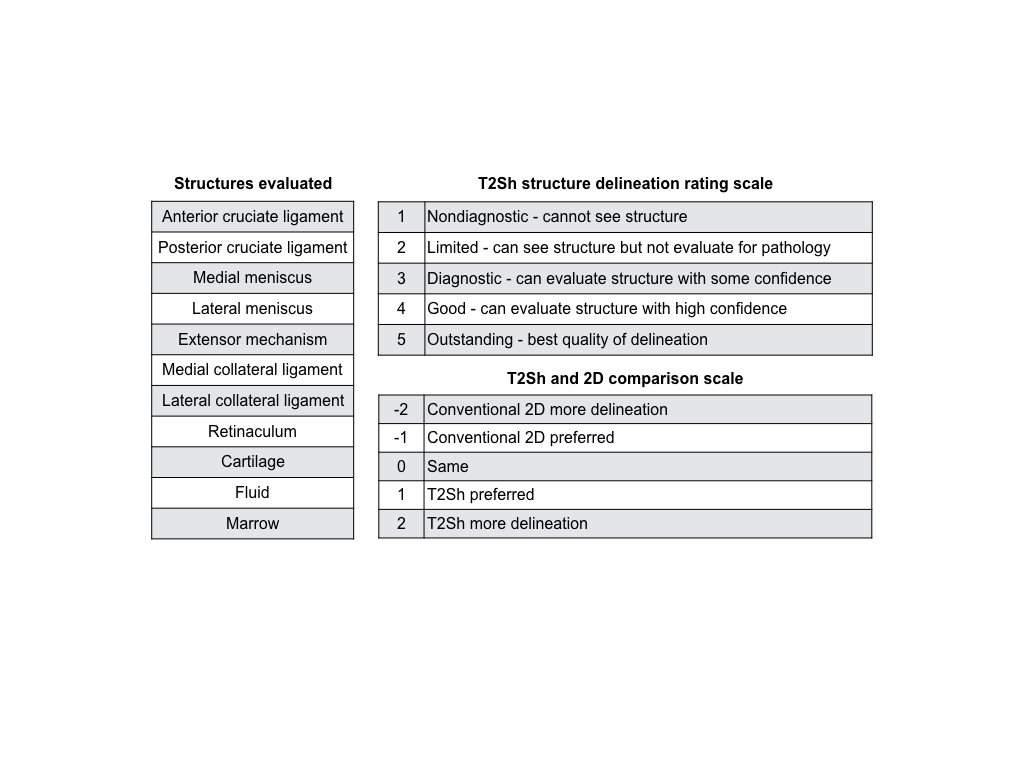 Structures evaluated
Anterior cruciate ligament
Posterior cruciate ligament
Medial meniscus
Lateral meniscus
Extensor mechanism
Medial collateral ligament
Lateral collateral ligament
Retinaculum
Cartilage
Fluid
Marrow
T2Sh structure delineation rating scale
1 Nondiagnostic - cannot see structure
2 Limited - can see structure but not evaluate for pathology
3 Diagnostic - can evaluate structure with some confidence
4 Good - can evaluate structure with high confidence
5 Outstanding - best quality of delineation
T2Sh and 2D comparison scale
-2 Conventional 2D more delineation
-1 Conventional 2D preferred
0 Same
1 T2Sh preferred
2 T2Sh more delineation